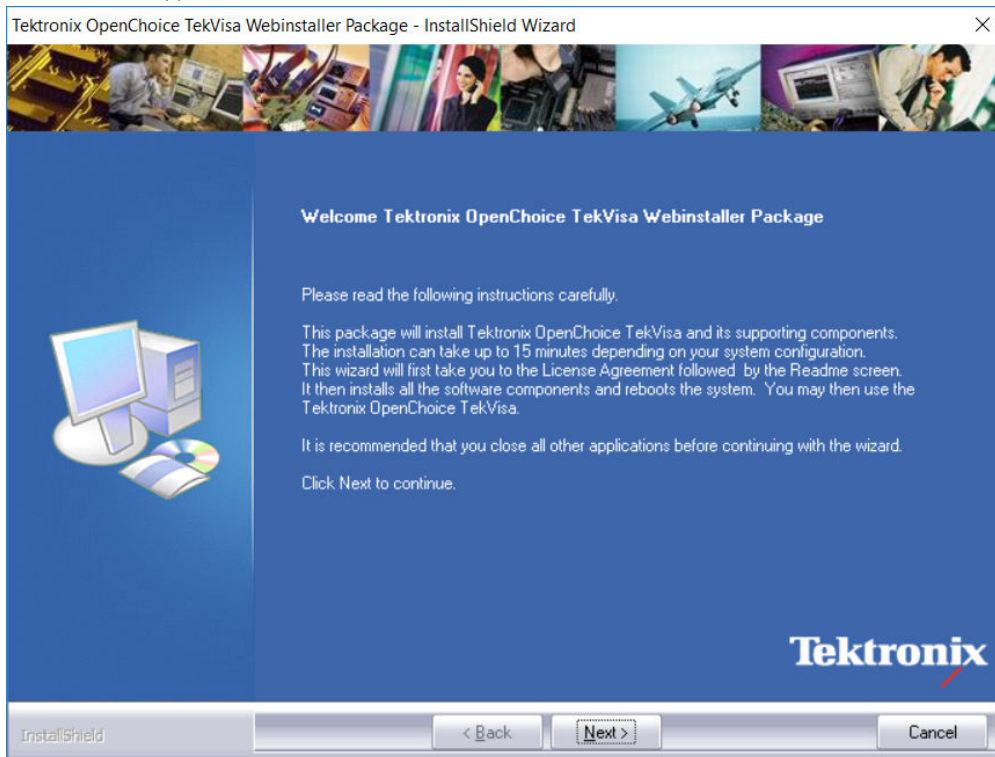 Tektronix OpenChoice TekVisa Webinstaller Package - InstallShield Wizard
Welcome Tektronix OpenChoice TekVisa Webinstaller Package
Please read the following instructions carefully.
This package will install Tektronix OpenChoice TekVisa and its supporting components.
The installation can take up to 15 minutes depending on your system configuration.
This wizard will first take you to the License Agreement followed by the Readme screen.
It then installs all the software components and reboots the system. You may then use the
Tektronix OpenChoice TekVisa.
It is recommended that you close all other applications before continuing with the wizard.
Click Next to continue.
Tektronix
InstallShield
< Back
Next >
Cancel